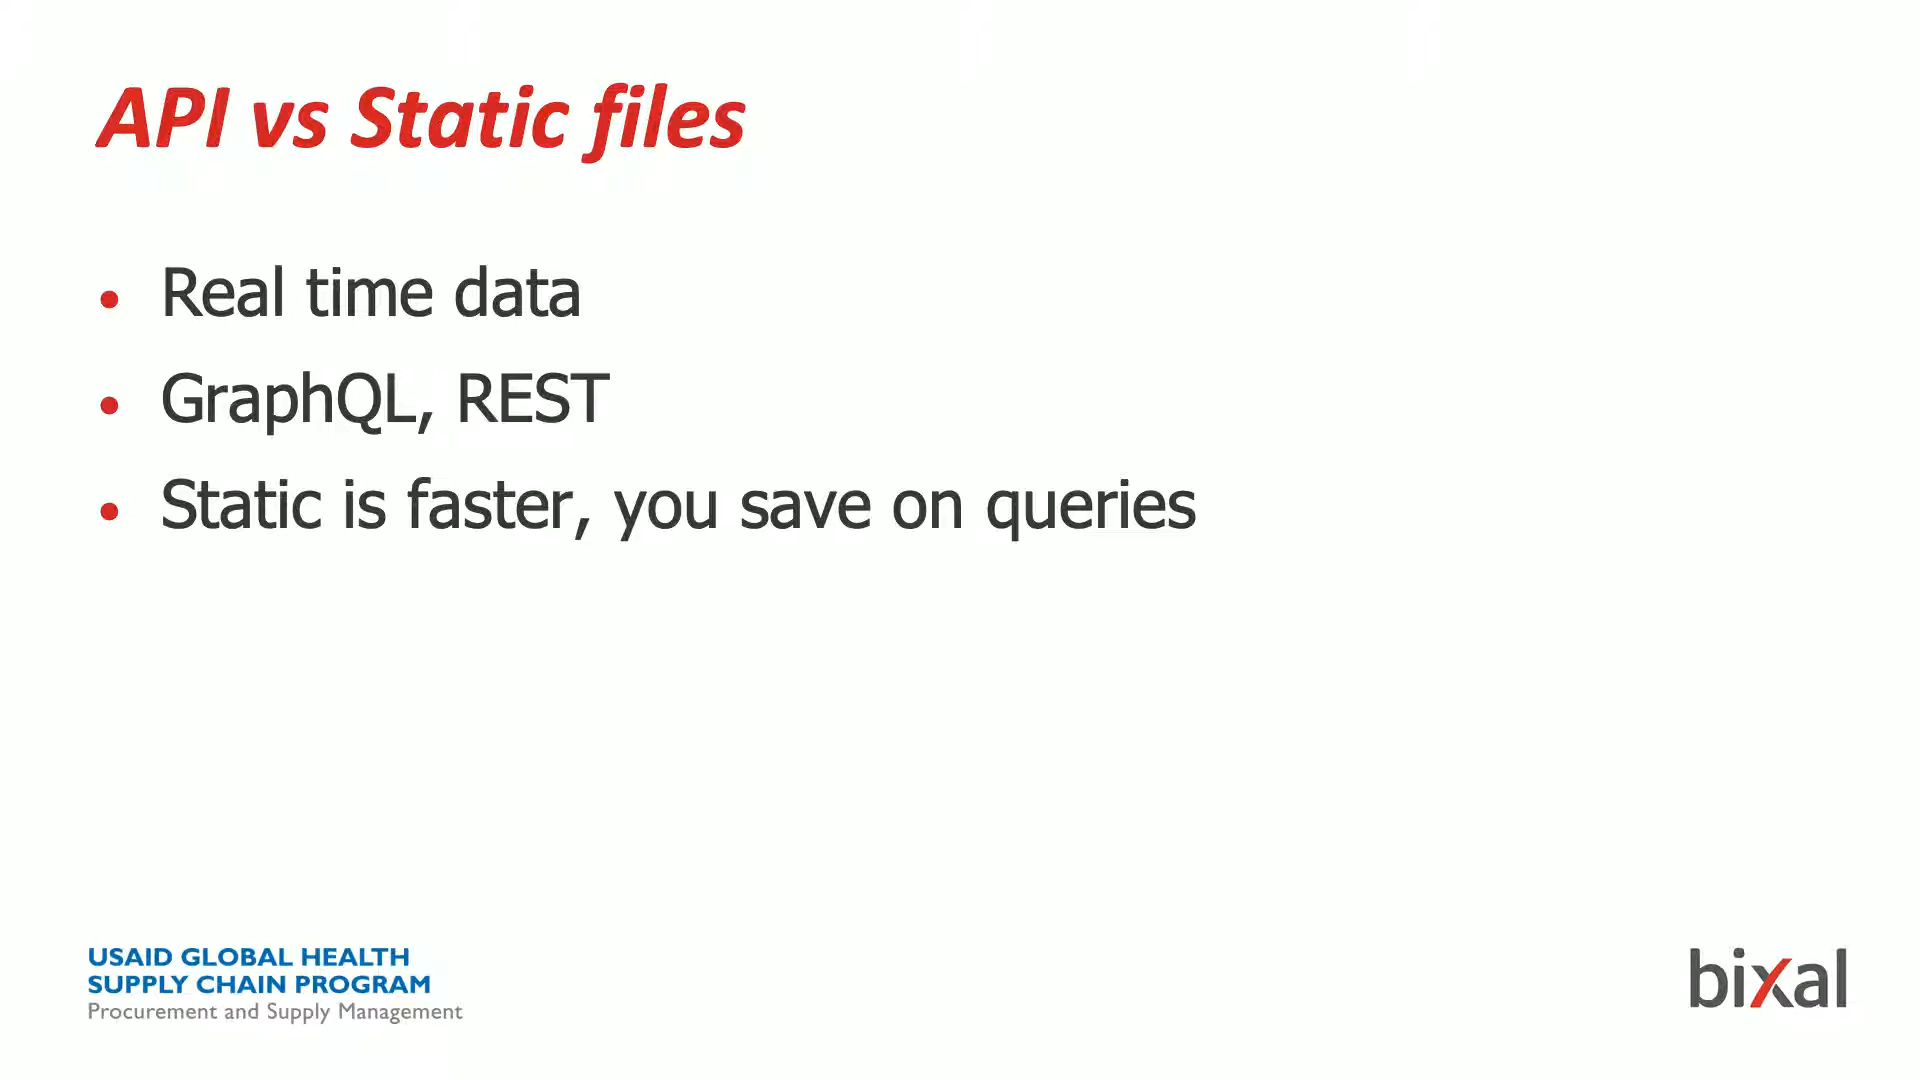 API vs Static files
• Real time data
• GraphQL, REST
• Static is faster, you save on queries
USAID GLOBAL HEALTH
SUPPLY CHAIN PROGRAM
Procurement and Supply Management
bixal